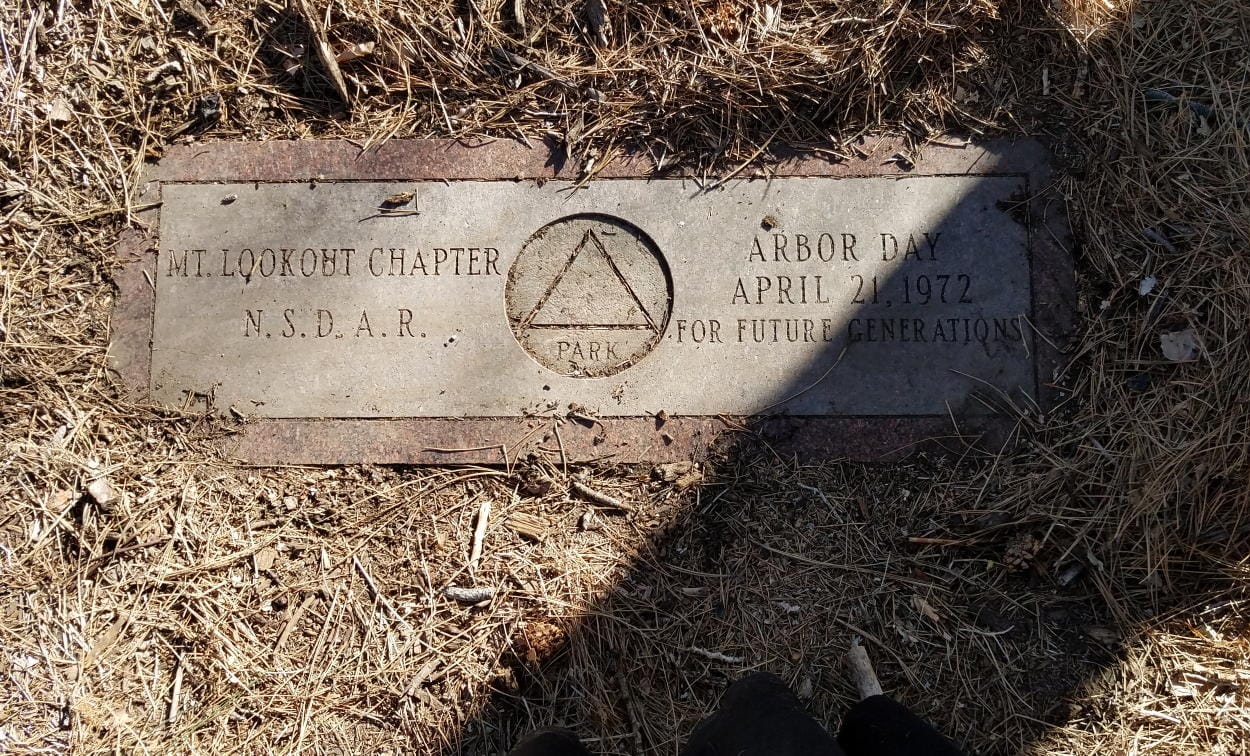 MT. LOOKOUT CHAPTER
N. S. D. A. R.
PARK
ARBOR DAY
APRIL 21, 1972
FOR FUTURE GENERATIONS